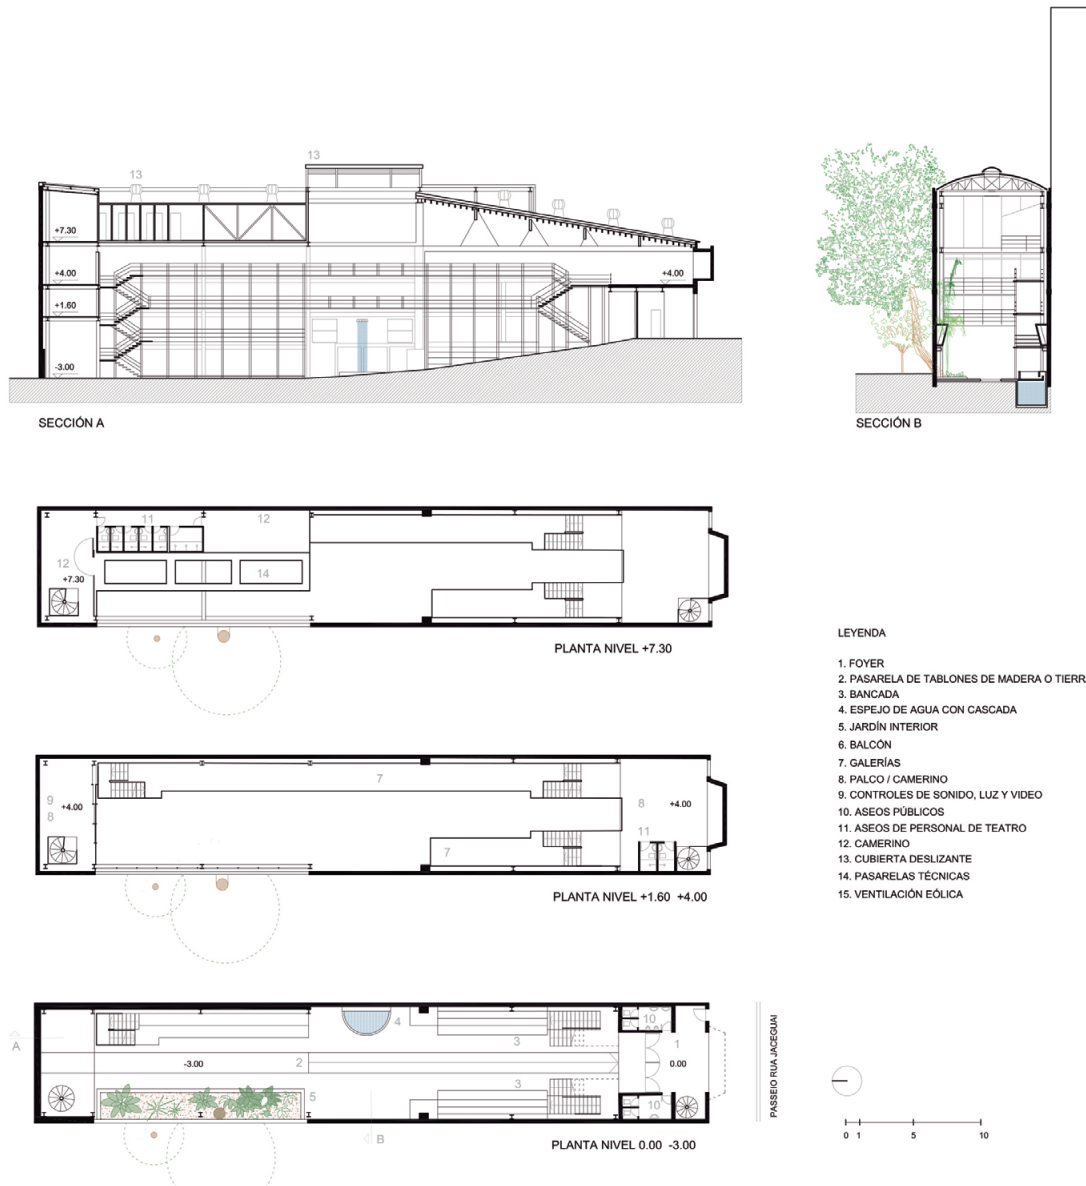 13
13
+7.30
+4.00
+4.00
+1.60
-3.00
SECCIÓN A
SECCIÓN B
11
12
12
+7.30
14
PLANTA NIVEL +7.30
LEYENDA
1. FOYER
2. PASARELA DE TABLONES DE MADERA O TIERR
3. BANCADA
4. ESPEJO DE AGUA CON CASCADA
5. JARDÍN INTERIOR
6. BALCÓN
7. GALERÍAS
8. PALCO / CAMERINO
9. CONTROLES DE SONIDO, LUZ Y VIDEO
10. ASEOS PÚBLICOS
11. ASEOS DE PERSONAL DE TEATRO
12. CAMERINO
13. CUBIERTA DESLIZANTE
14. PASARELAS TÉCNICAS
15. VENTILACIÓN EÓLICA
7
9
+4.00
8
8
+4.00
11
7
PLANTA NIVEL +1.60 +4.00
A
4
10
3
1
-3.00
2
0.00
3
5
10
B
PASSEIO RUA JACEGUAI
PLANTA NIVEL 0.00 -3.00
0 1 5 10